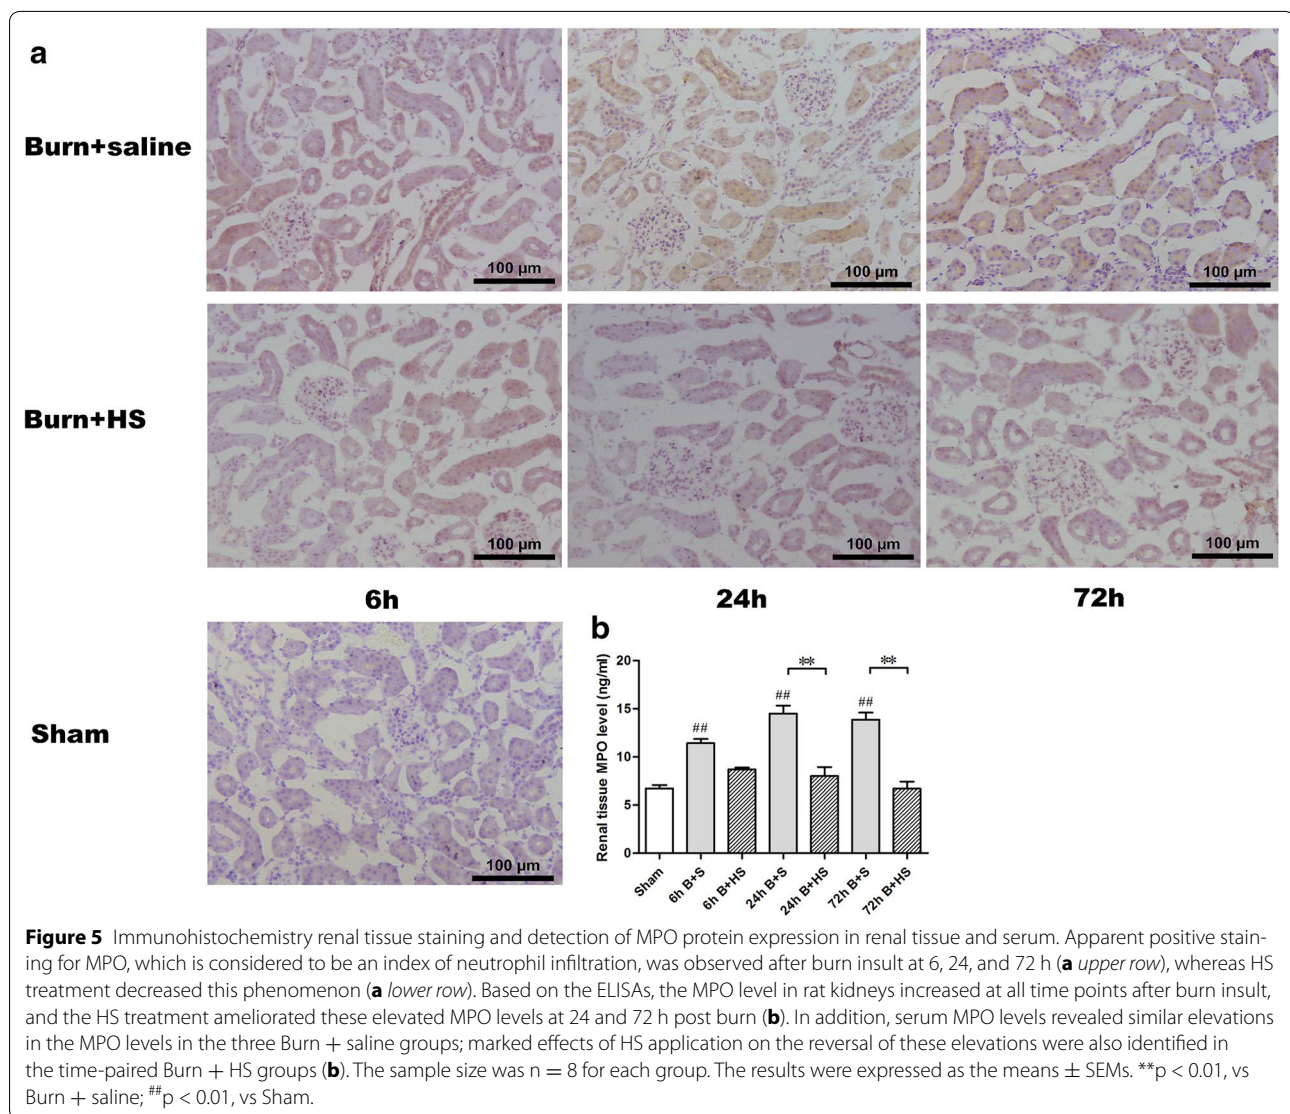 a
Burn+saline
100 µm
100 µm
100 µm
Burn+HS
100 µm
100 µm
100 µm
6h
24h
72h
Sham
100 µm
b
Renal tissue MPO level (ng/ml)
20
15
10
5
0
##
##
**
##
**
Sham
6h B+S
6h B+HS
24h B+S
24h B+HS
72h B+S
72h B+HS
Figure 5 Immunohistochemistry renal tissue staining and detection of MPO protein expression in renal tissue and serum. Apparent positive stain-
ing for MPO, which is considered to be an index of neutrophil infiltration, was observed after burn insult at 6, 24, and 72 h (a upper row), whereas HS
treatment decreased this phenomenon (a lower row). Based on the ELISAs, the MPO level in rat kidneys increased at all time points after burn insult,
and the HS treatment ameliorated these elevated MPO levels at 24 and 72 h post burn (b). In addition, serum MPO levels revealed similar elevations
in the MPO levels in the three Burn + saline groups; marked effects of HS application on the reversal of these elevations were also identified in
the time-paired Burn + HS groups (b). The sample size was n = 8 for each group. The results were expressed as the means ± SEMs. **p < 0.01, vs
Burn + saline; ##p < 0.01, vs Sham.